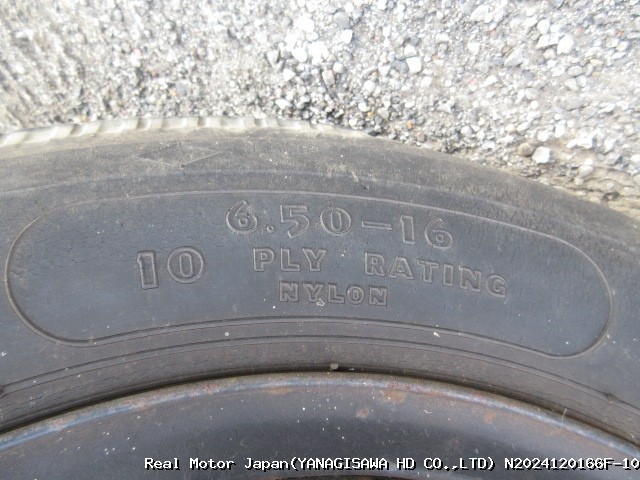 6.50-16
10 PLY RATING
NYLON
Real Motor Japan(YANAGISAWA HD CO.,LTD) N2024120166F-10